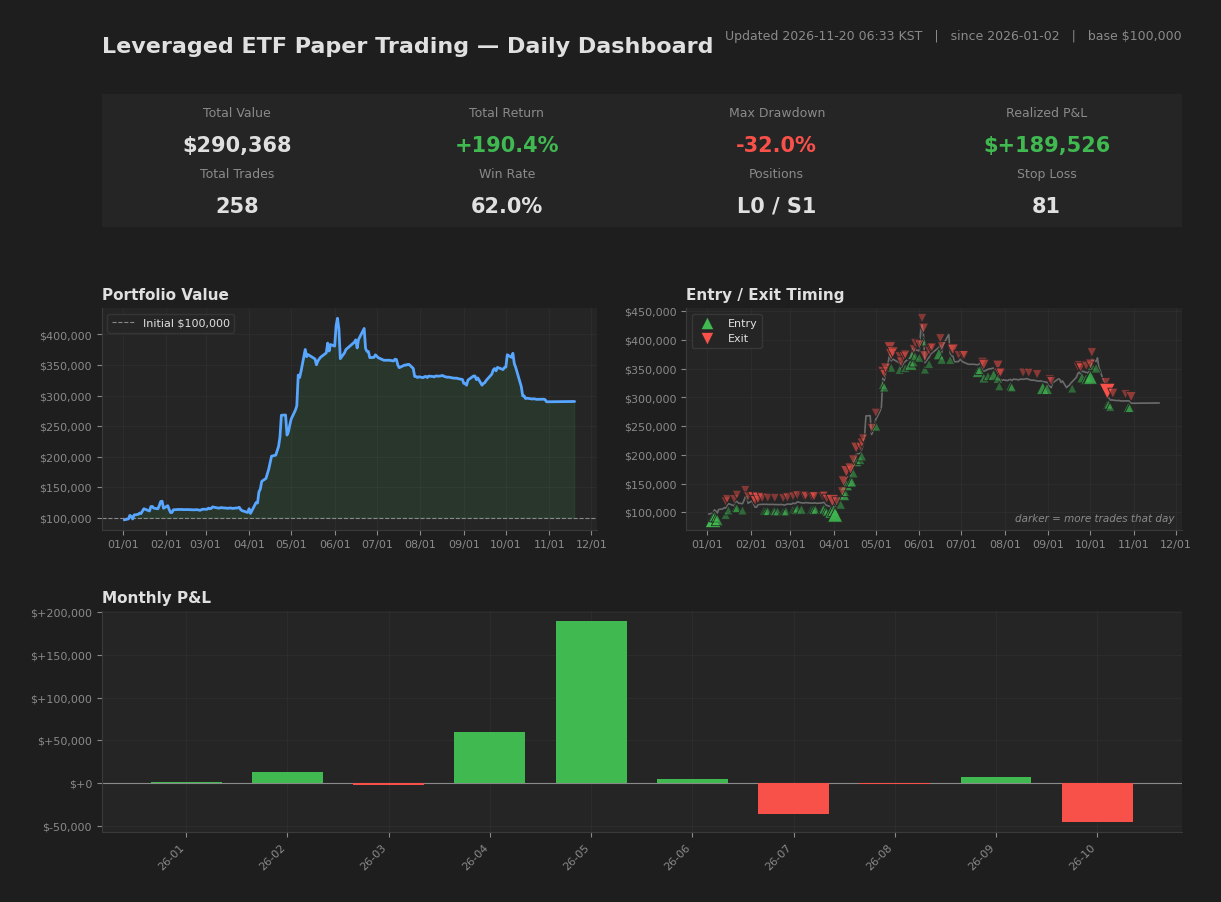 Leveraged ETF Paper Trading — Daily Dashboard
Updated 2026-11-20 06:33 KST | since 2026-01-02 | base $100,000
Total Value
Total Return
Max Drawdown
Realized P&L
$290,368
+190.4%
-32.0%
$+189,526
Total Trades
Win Rate
Positions
Stop Loss
258
62.0%
L0 / S1
81
Portfolio Value
Initial $100,000
$400,000
$350,000
$300,000
$250,000
$200,000
$150,000
$100,000
01/01 02/01 03/01 04/01 05/01 06/01 07/01 08/01 09/01 10/01 11/01 12/01
Entry / Exit Timing
Entry
Exit
$450,000
$400,000
$350,000
$300,000
$250,000
$200,000
$150,000
$100,000
darker = more trades that day
01/01 02/01 03/01 04/01 05/01 06/01 07/01 08/01 09/01 10/01 11/01 12/01
Monthly P&L
$+200,000
$+150,000
$+100,000
$+50,000
$+0
$-50,000
26-01 26-02 26-03 26-04 26-05 26-06 26-07 26-08 26-09 26-10